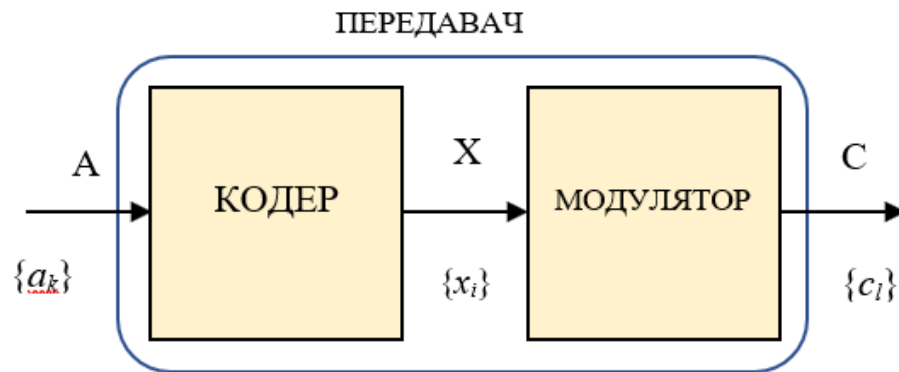 ПЕРЕДАВАЧ
A
X
C
КОДЕР
МОДУЛЯТОР
{aₖ}
{xᵢ}
{cₗ}